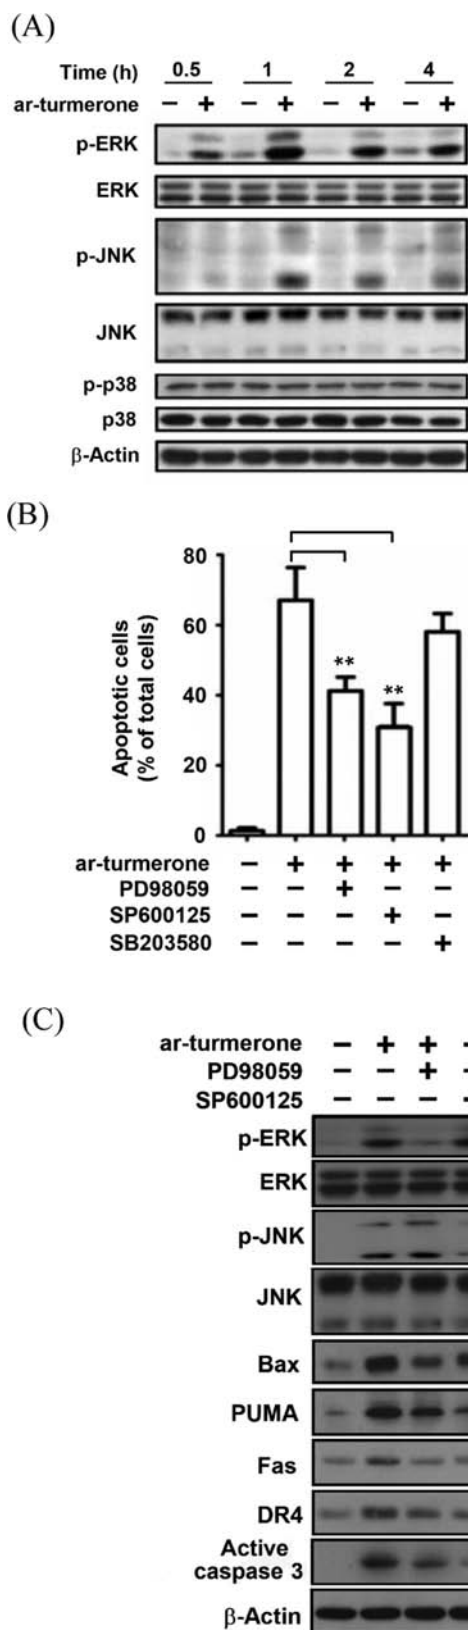 (A)
Time (h) 0.5 1 2 4
ar-turmerone − + − + − + − +
p-ERK
ERK
p-JNK
JNK
p-p38
p38
β-Actin
(B)
80
60
40
20
0
Apoptotic cells
(% of total cells)
** **
ar-turmerone − + + + +
PD98059 − − + − −
SP600125 − − − + −
SB203580 − − − − +
(C)
ar-turmerone − + +
PD98059 − − +
SP600125 − − −
p-ERK
ERK
p-JNK
JNK
Bax
PUMA
Fas
DR4
Active
caspase 3
β-Actin